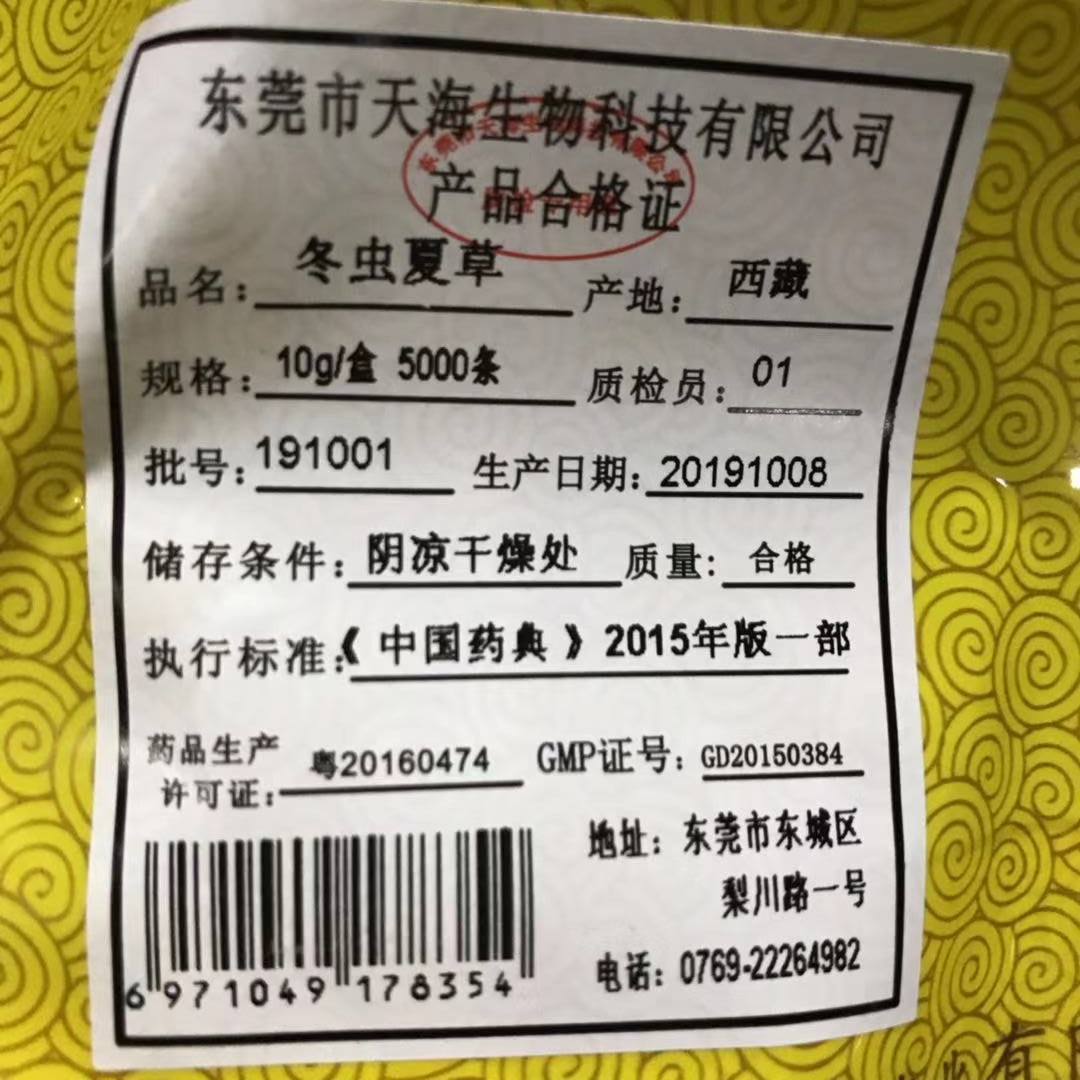 东莞市天海生物科技有限公司
产品合格证
品名：冬虫夏草 产地：西藏
规格：10g/盒 5000条 质检员：01
批号：191001 生产日期：20191008
储存条件：阴凉干燥处 质量：合格
执行标准：《中国药典》2015年版一部
药品生产许可证：粤20160474 GMP证号：GD20150384
地址：东莞市东城区
梨川路一号
电话：0769-22264982
6 971049 178354
有